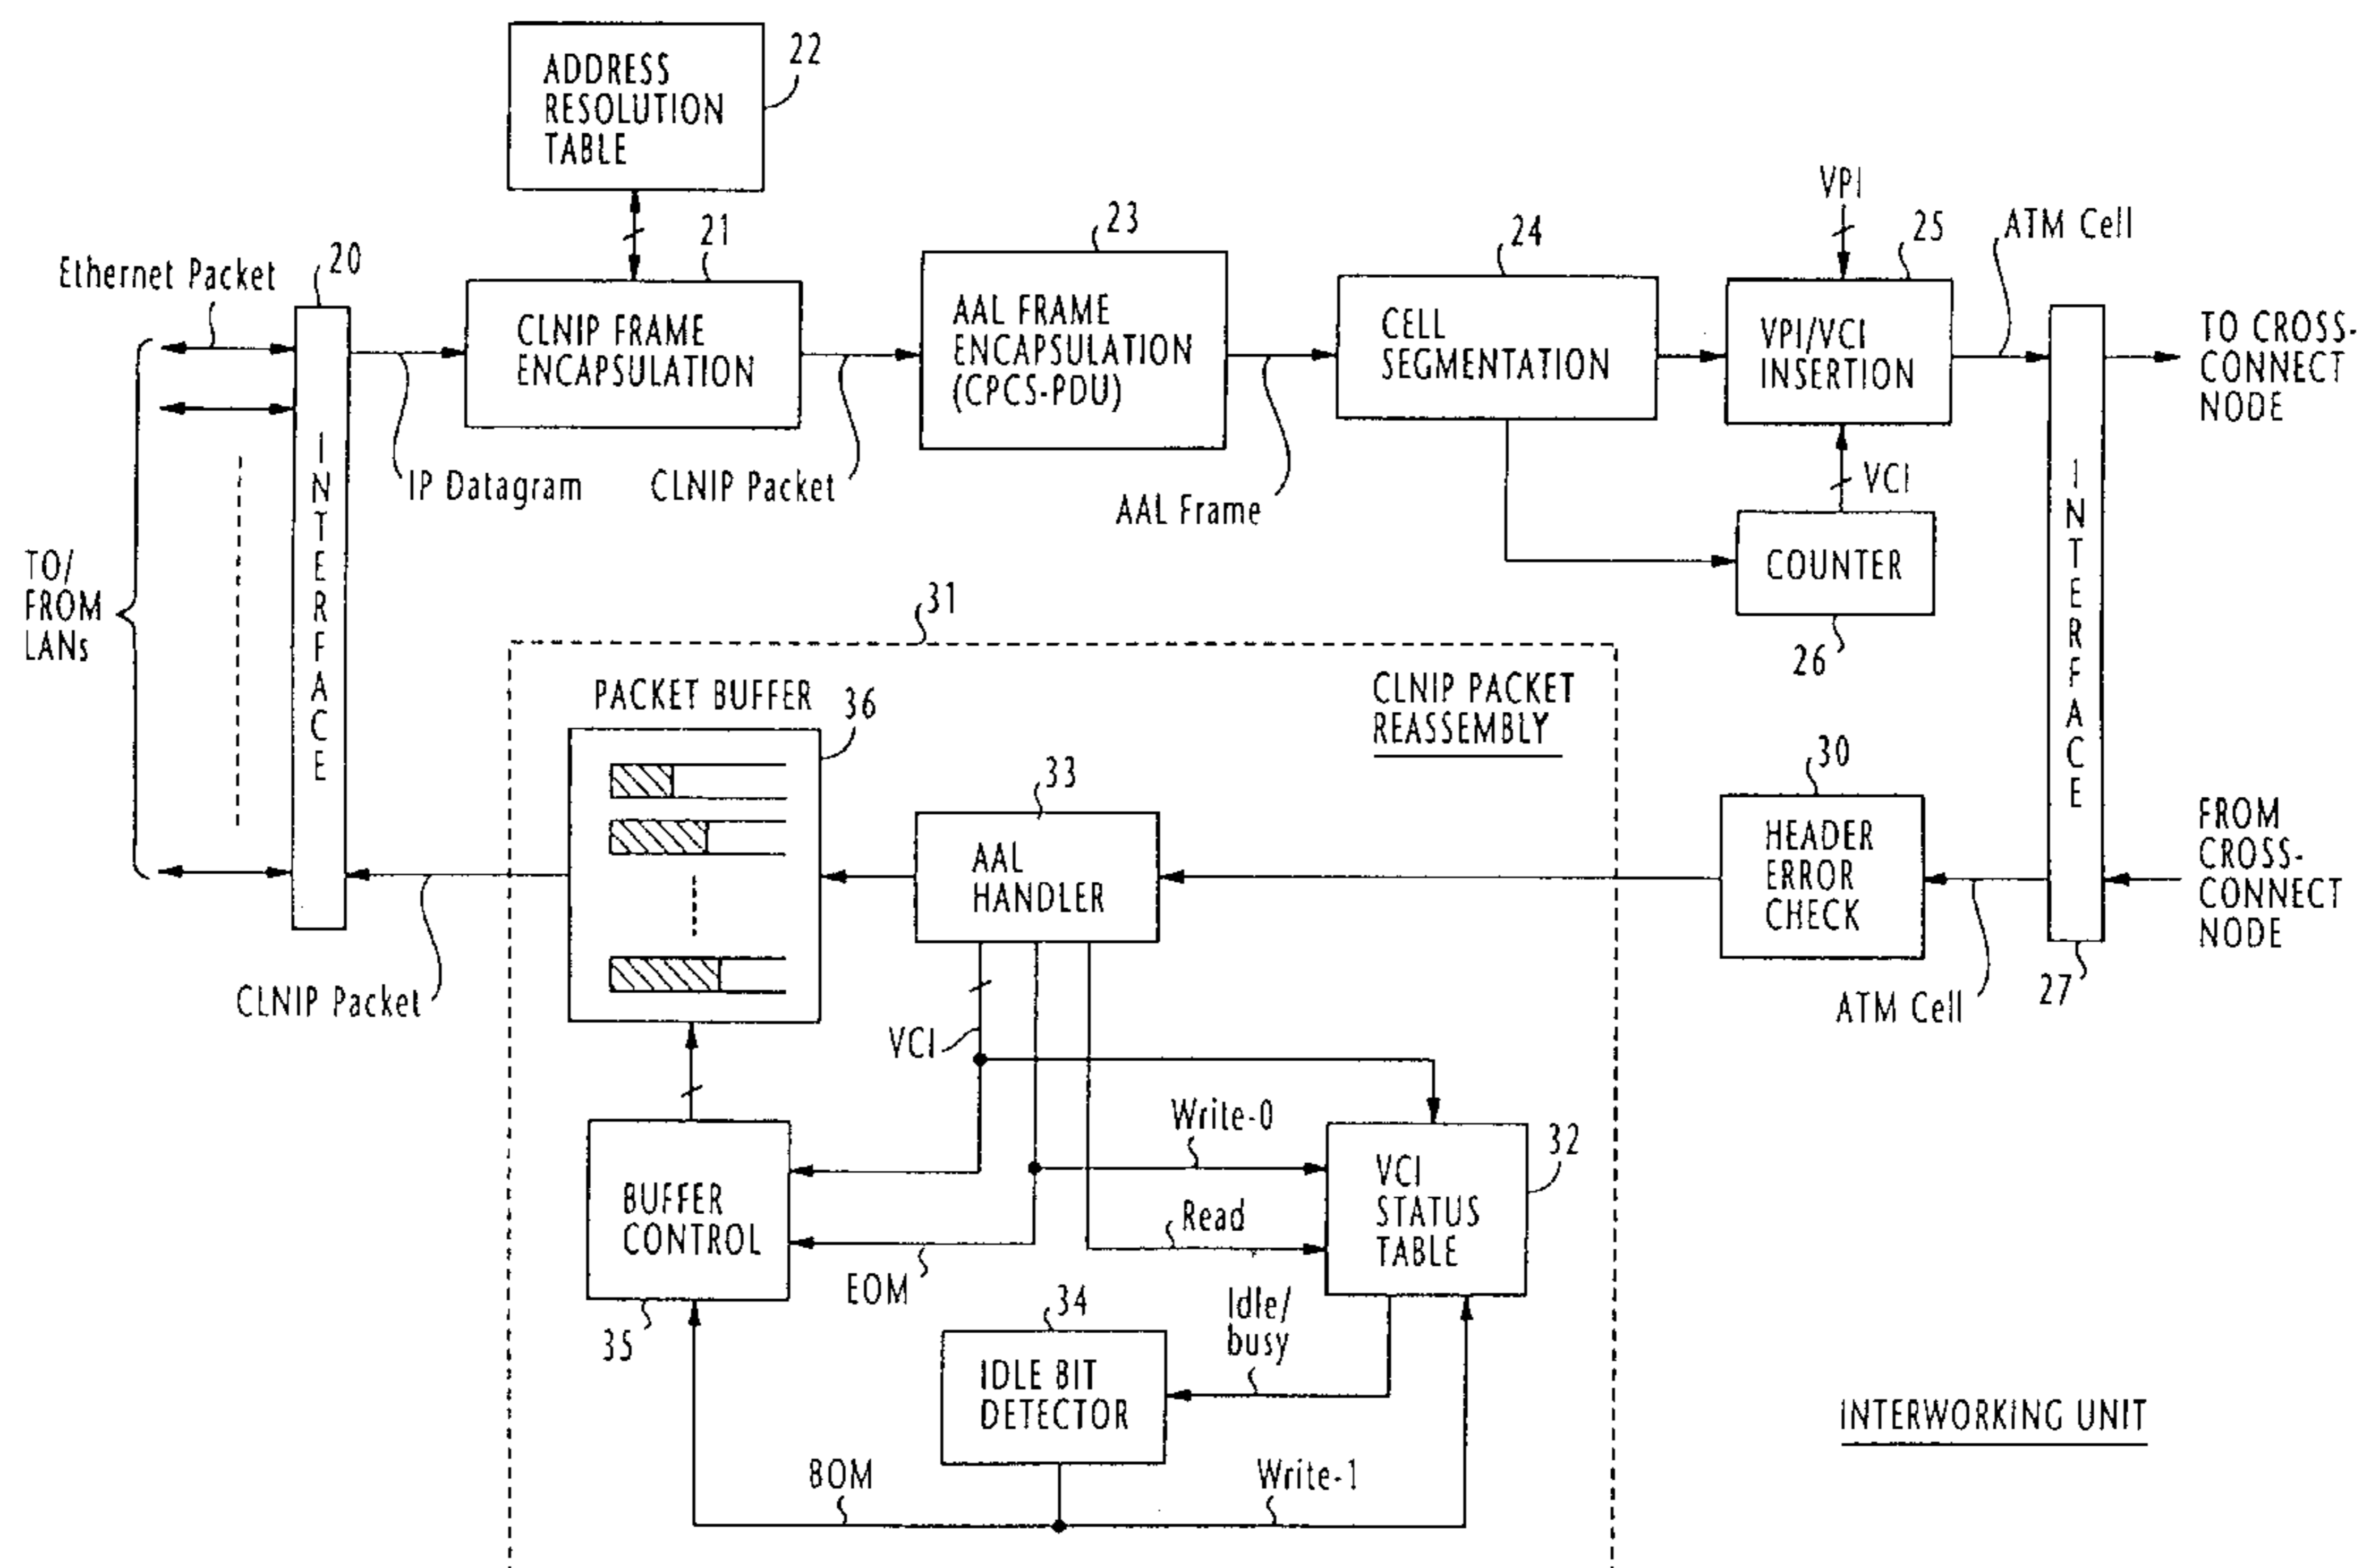 ADDRESS
RESOLUTION
TABLE
22
21
Ethernet Packet
20
CLNIP FRAME
ENCAPSULATION
23
AAL FRAME
ENCAPSULATION
(CPCS-PDU)
24
CELL
SEGMENTATION
VPI
25
VPI/VCI
INSERTION
ATM Cell
TO CROSS-
CONNECT
NODE
IP Datagram
CLNIP Packet
AAL Frame
VCI
COUNTER
26
INTERFACE
INTERFACE
TO/
FROM
LANs
31
CLNIP PACKET
REASSEMBLY
PACKET BUFFER
36
33
AAL
HANDLER
30
HEADER
ERROR
CHECK
FROM
CROSS-
CONNECT
NODE
27
ATM Cell
CLNIP Packet
VCI
Write-0
32
VCI
STATUS
TABLE
Read
BUFFER
CONTROL
35
EOM
34
IDLE BIT
DETECTOR
Idle/
busy
BOM
Write-1
INTERWORKING UNIT